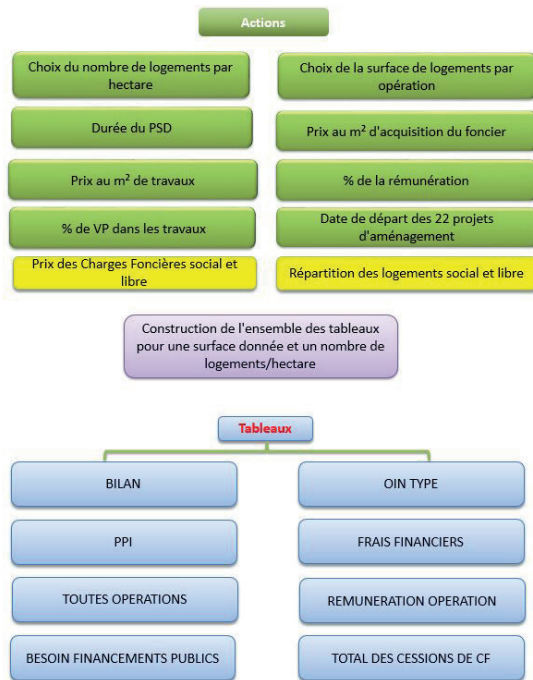 Actions
Choix du nombre de logements par
hectare
Choix de la surface de logements par
opération
Durée du PSD
Prix au m² d'acquisition du foncier
Prix au m² de travaux
% de la rémunération
% de VP dans les travaux
Date de départ des 22 projets
d'aménagement
Prix des Charges Foncières social et
libre
Répartition des logements social et libre
Construction de l'ensemble des tableaux
pour une surface donnée et un nombre de
logements/hectare
Tableaux
BILAN
OIN TYPE
PPI
FRAIS FINANCIERS
TOUTES OPERATIONS
REMUNERATION OPERATION
BESOIN FINANCEMENTS PUBLICS
TOTAL DES CESSIONS DE CF